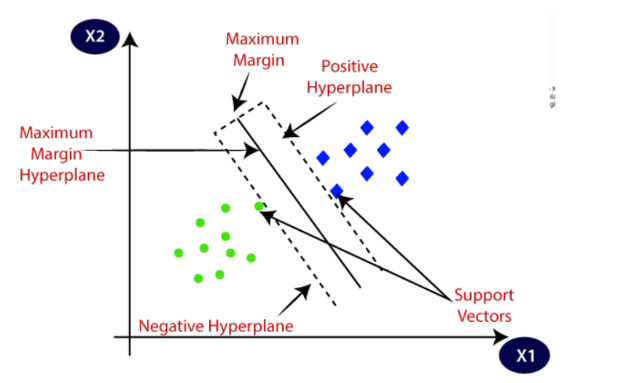 X2
Maximum
Margin
Positive
Hyperplane
Maximum
Margin
Hyperplane
Support
Vectors
Negative Hyperplane
X1